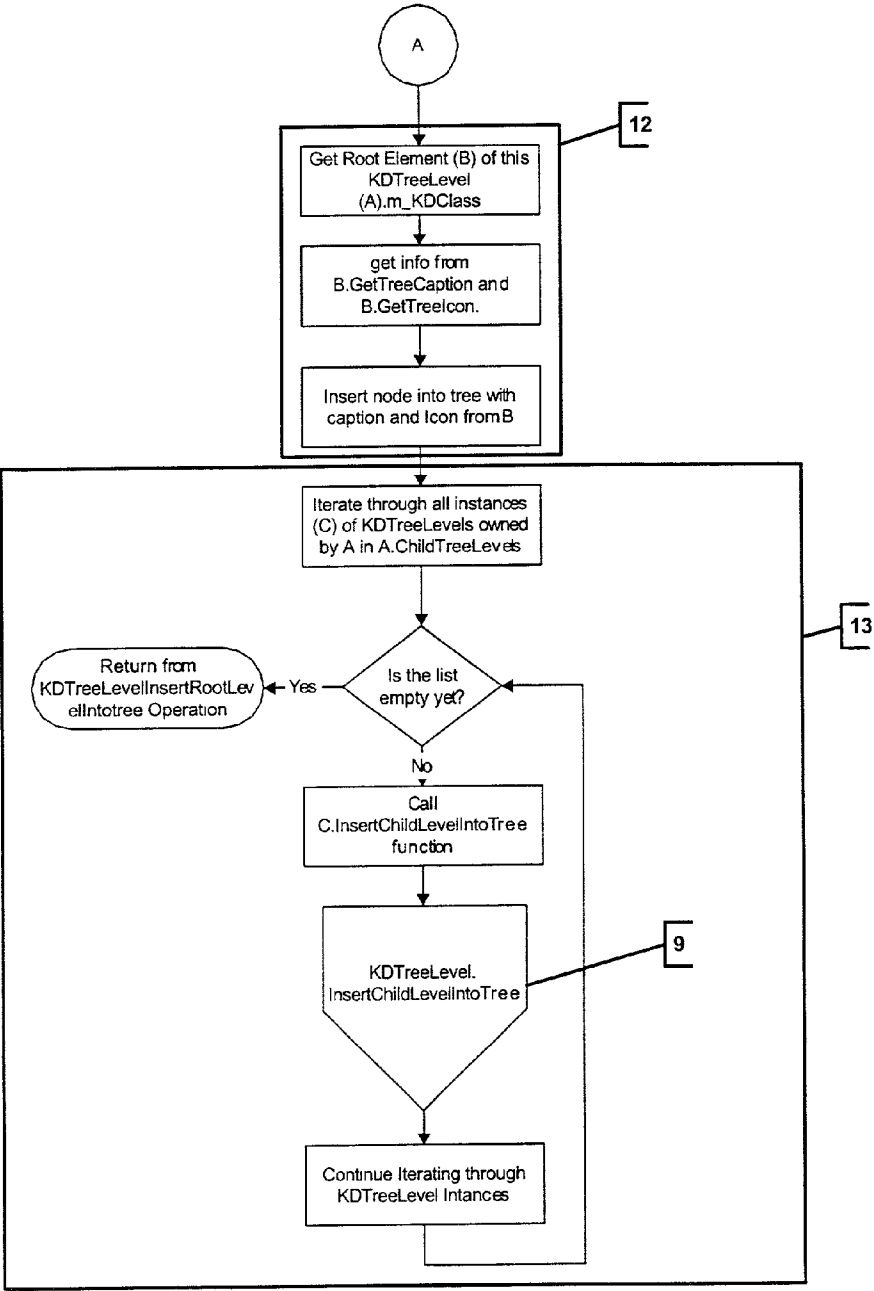 A
12
Get Root Element (B) of this
KDTreeLevel
(A).m_KDClass
get info from
B.GetTreeCaption and
B.GetTreeIcon.
Insert node into tree with
caption and Icon from B
Iterate through all instances
(C) of KDTreeLevels owned
by A in A.ChildTreeLevels
13
Return from
KDTreeLevelInsertRootLev
elIntotree Operation
Yes
Is the list
empty yet?
No
Call
C.InsertChildLevelIntoTree
function
9
KDTreeLevel.
InsertChildLevelIntoTree
Continue Iterating through
KDTreeLevel Intances